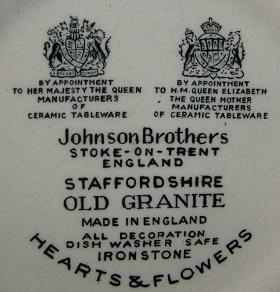 BY APPOINTMENT
TO HER MAJESTY THE QUEEN
MANUFACTURERS
OF
CERAMIC TABLEWARE
BY APPOINTMENT
TO H.M. QUEEN ELIZABETH
THE QUEEN MOTHER
MANUFACTURERS
OF CERAMIC TABLEWARE
Johnson Brothers
STOKE-ON-TRENT
ENGLAND
STAFFORDSHIRE
OLD GRANITE
MADE IN ENGLAND
ALL DECORATION
DISH WASHER SAFE
IRONSTONE
HEARTS & FLOWERS